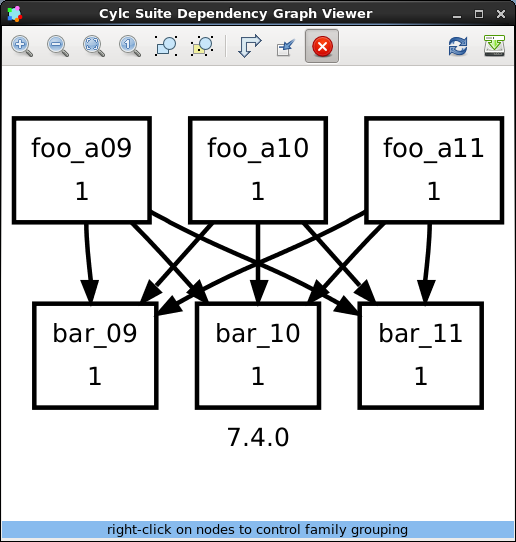 Cylc Suite Dependency Graph Viewer
1
foo_a09
1
foo_a10
1
foo_a11
1
bar_09
1
bar_10
1
bar_11
1
7.4.0
right-click on nodes to control family grouping